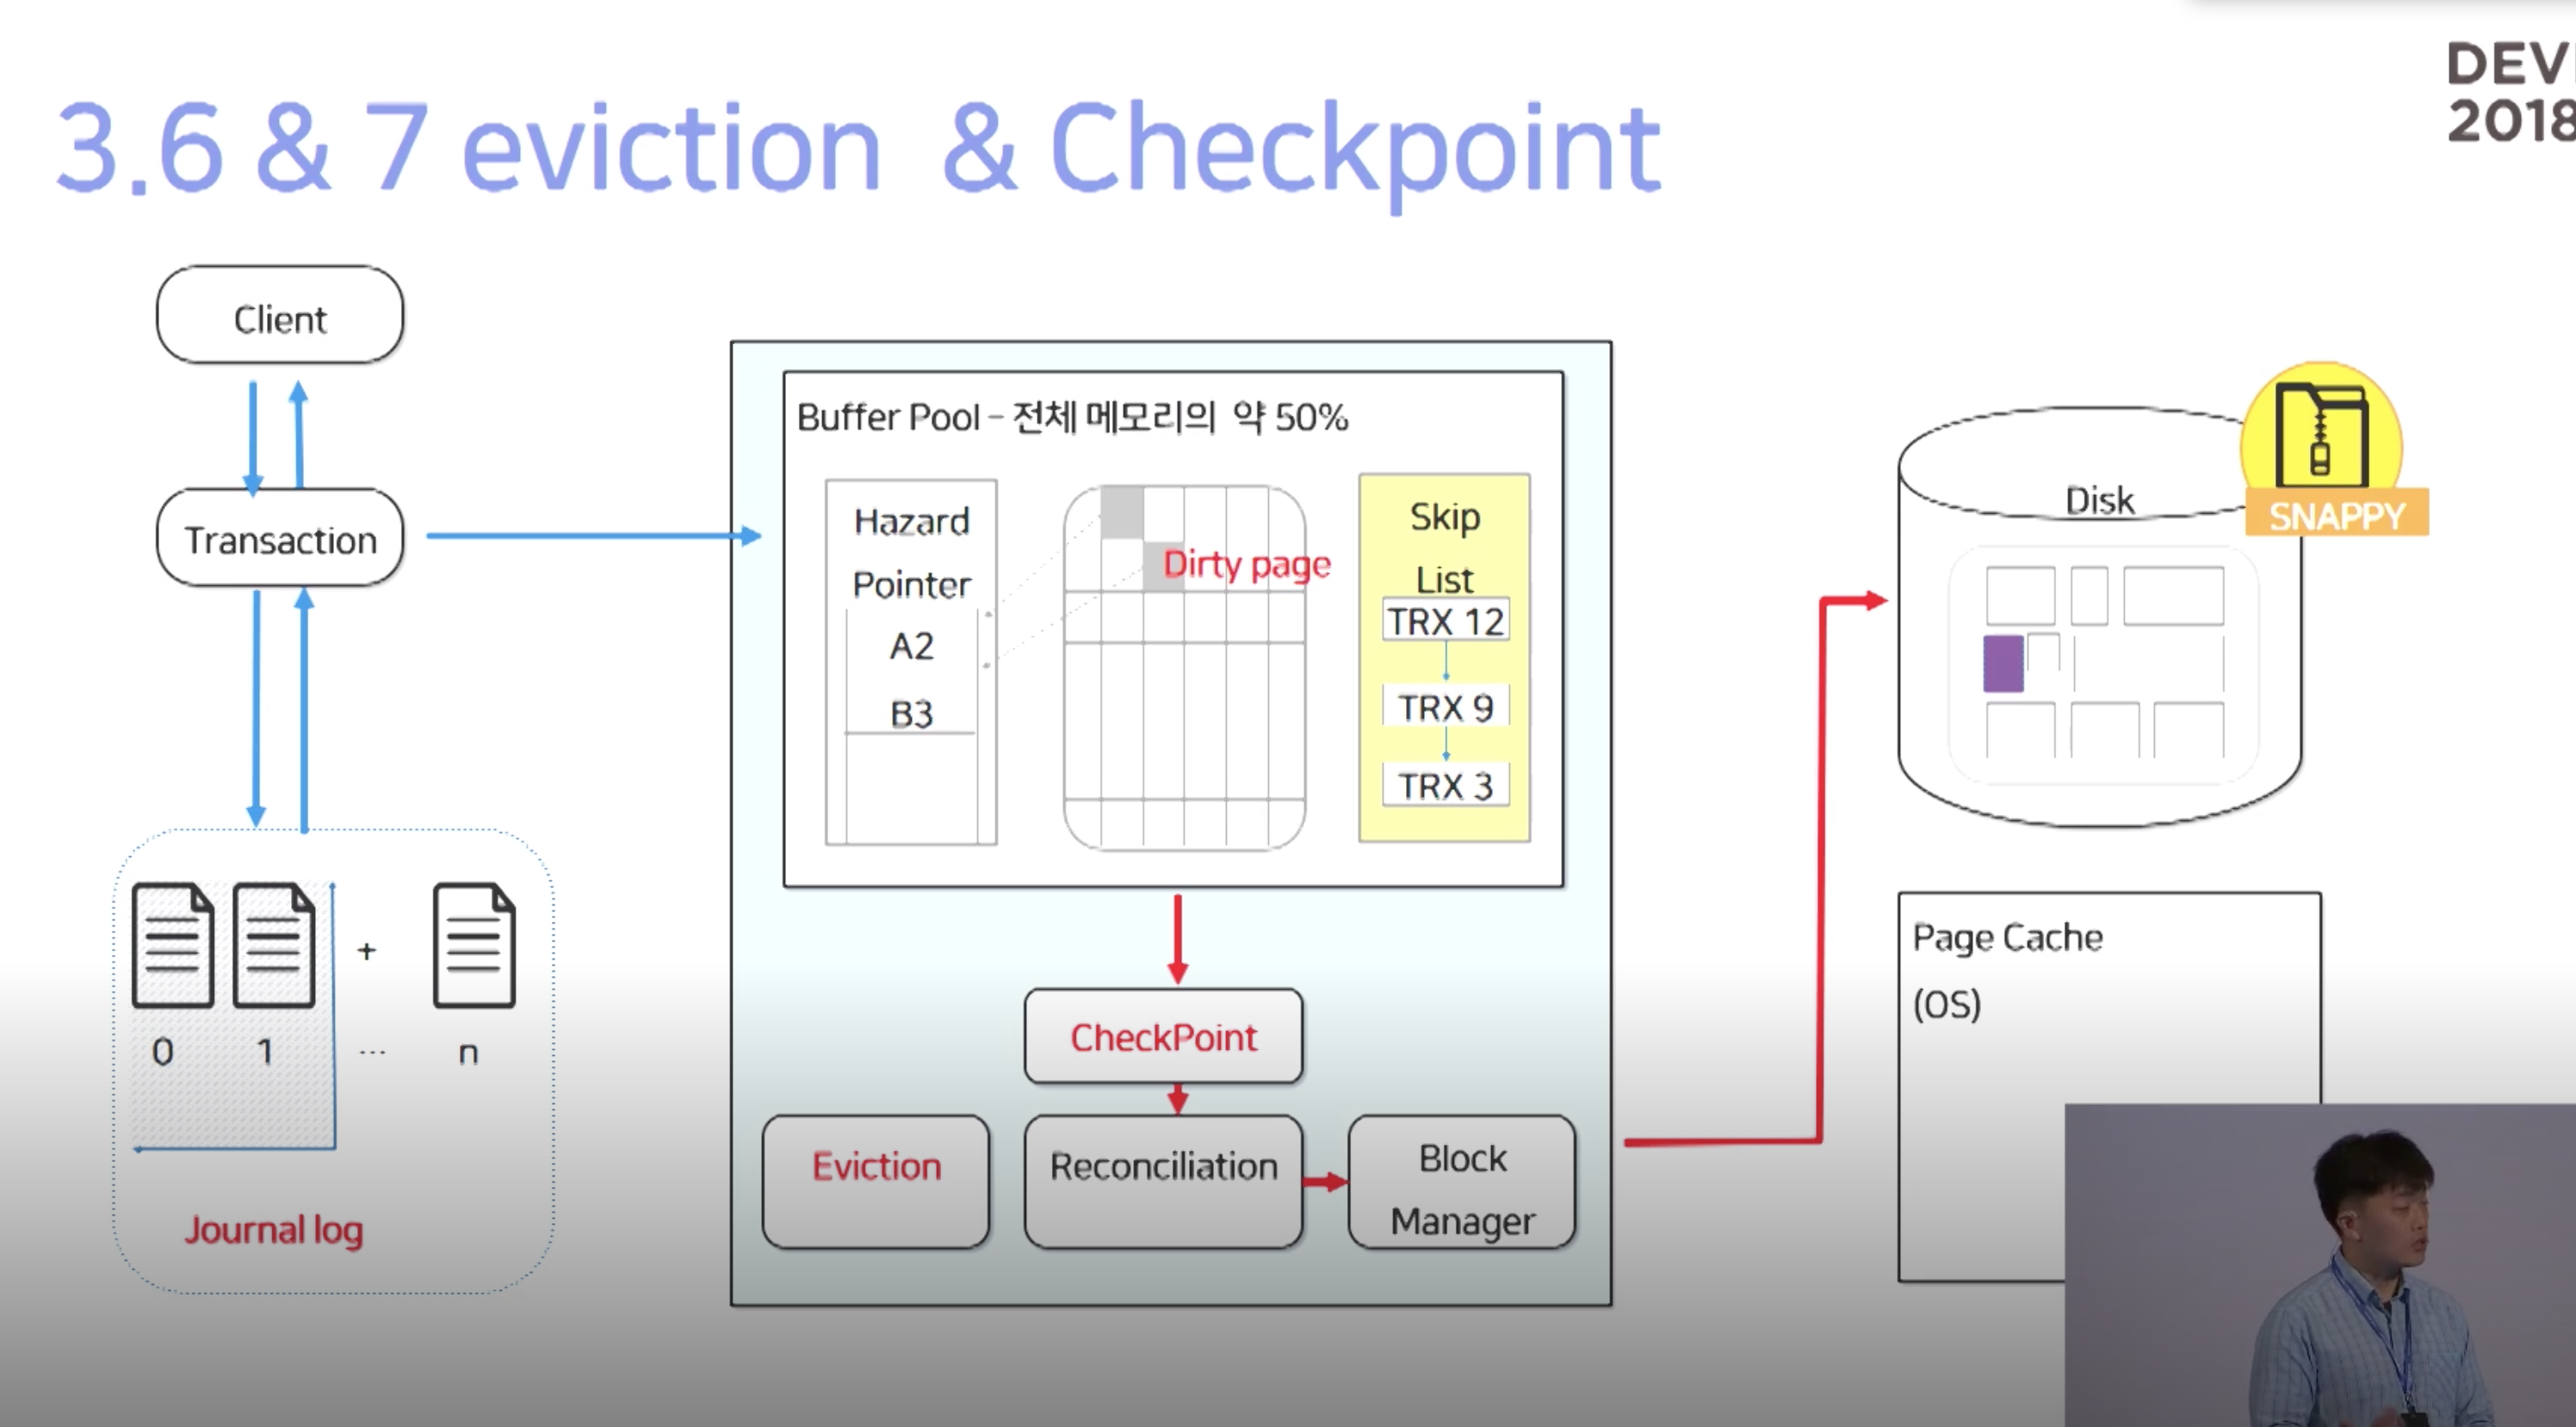 DEV
2018
3.6 & 7 eviction & Checkpoint
Client
Transaction
0 1 ... n
+
Journal log
Buffer Pool – 전체 메모리의 약 50%
Hazard
Pointer
A2
B3
Dirty page
Skip
List
TRX 12
TRX 9
TRX 3
CheckPoint
Eviction
Reconciliation
Block
Manager
Disk
SNAPPY
Page Cache
(OS)